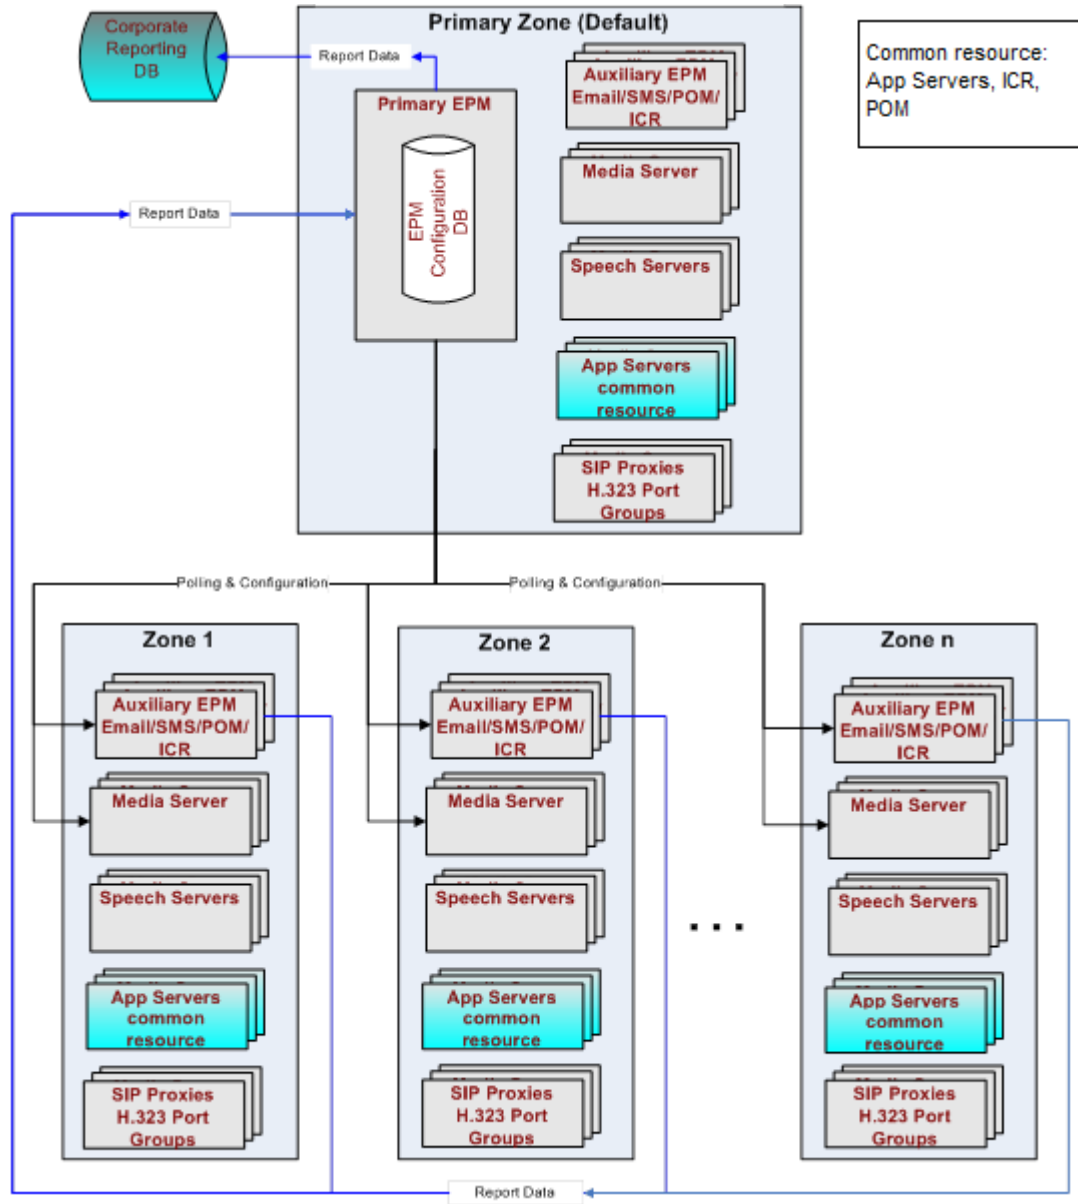 Corporate
Reporting
DB
Report Data
Primary Zone (Default)
Primary EPM
EPM
Configuration
DB
Auxiliary EPM
Email/SMS/POM/
ICR
Media Server
Speech Servers
App Servers
common
resource
SIP Proxies
H.323 Port
Groups
Common resource:
App Servers, ICR,
POM
Report Data
Polling & Configuration
Polling & Configuration
Zone 1
Auxiliary EPM
Email/SMS/POM/
ICR
Media Server
Speech Servers
App Servers
common
resource
SIP Proxies
H.323 Port
Groups
Zone 2
Auxiliary EPM
Email/SMS/POM/
ICR
Media Server
Speech Servers
App Servers
common
resource
SIP Proxies
H.323 Port
Groups
. . .
Zone n
Auxiliary EPM
Email/SMS/POM/
ICR
Media Server
Speech Servers
App Servers
common
resource
SIP Proxies
H.323 Port
Groups
Report Data